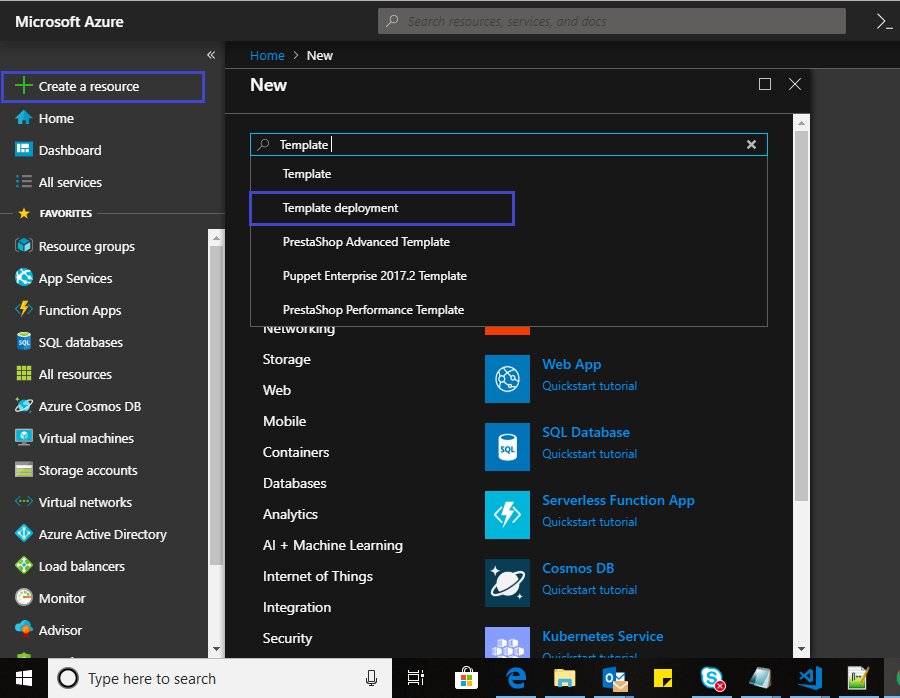 Microsoft Azure
Search resources, services, and docs
Create a resource
Home
Dashboard
All services
FAVORITES
Resource groups
App Services
Function Apps
SQL databases
All resources
Azure Cosmos DB
Virtual machines
Storage accounts
Virtual networks
Azure Active Directory
Load balancers
Monitor
Advisor
Home > New
New
Template
Template
Template deployment
PrestaShop Advanced Template
Puppet Enterprise 2017.2 Template
PrestaShop Performance Template
Networking
Storage
Web
Mobile
Containers
Databases
Analytics
AI + Machine Learning
Internet of Things
Integration
Security
Web App
Quickstart tutorial
SQL Database
Quickstart tutorial
Serverless Function App
Quickstart tutorial
Cosmos DB
Quickstart tutorial
Kubernetes Service
Quickstart tutorial
Type here to search